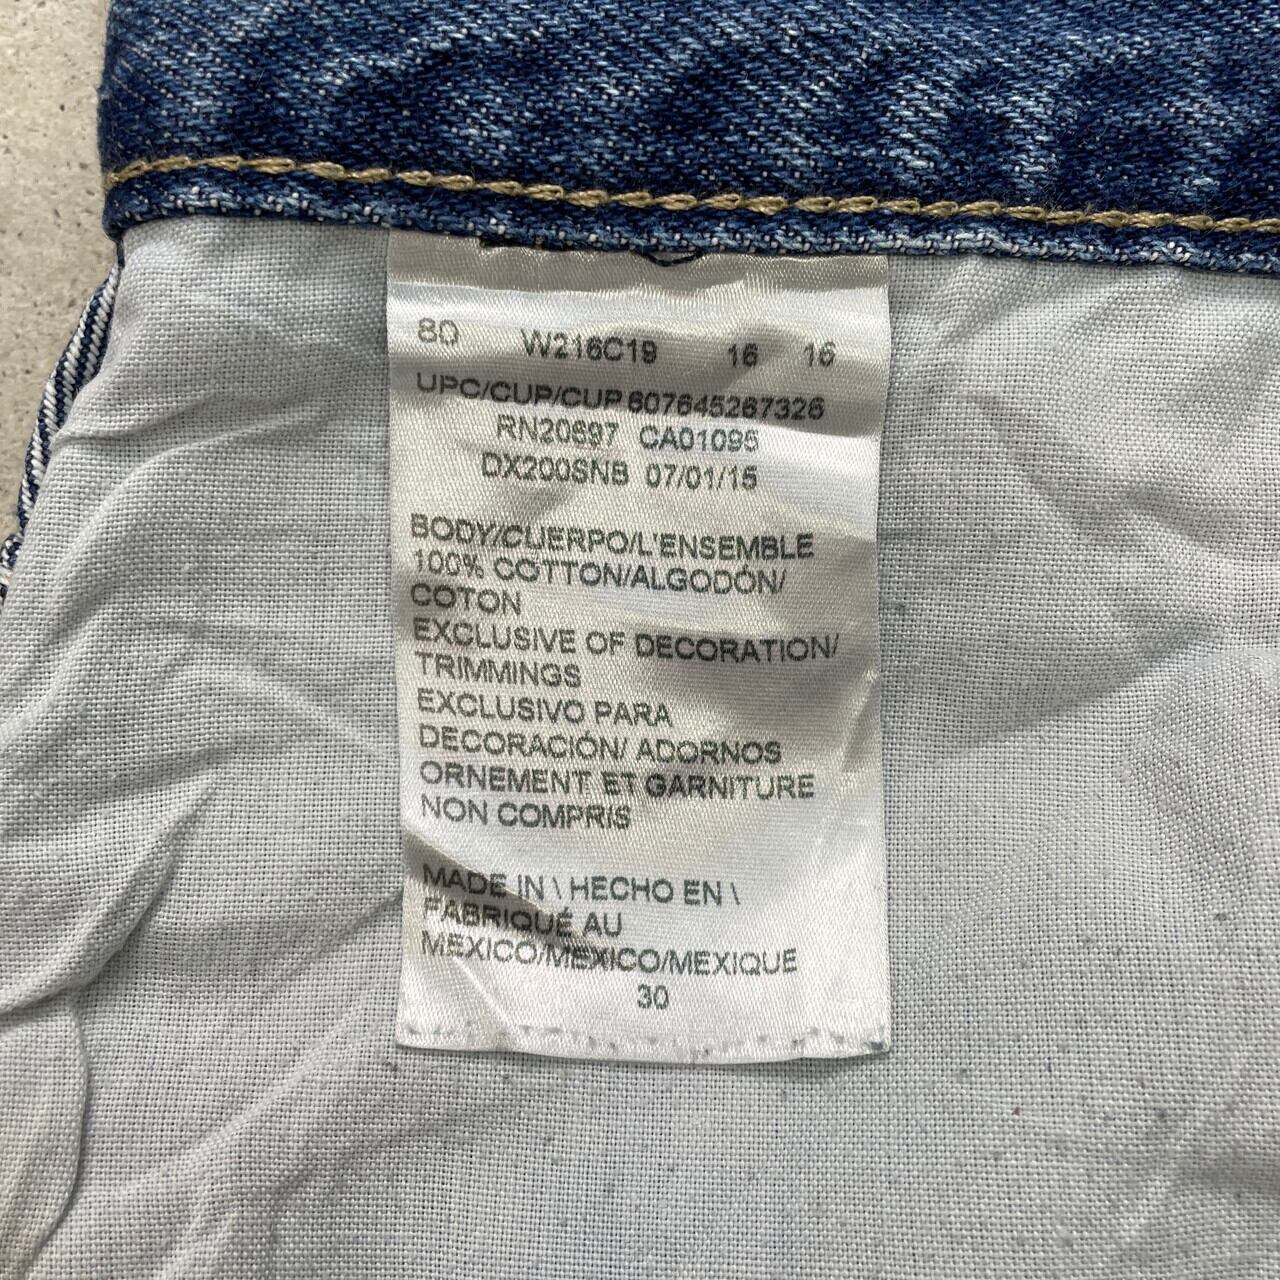 80 W216C19 16 16
UPC/CUP/CUP 607645267326
RN20697 CA01095
DX200SNB 07/01/15
BODY/CUERPO/L'ENSEMBLE
100% COTTON/ALGODÓN/
COTON
EXCLUSIVE OF DECORATION/
TRIMMINGS
EXCLUSIVO PARA
DECORACIÓN/ ADORNOS
ORNEMENT ET GARNITURE
NON COMPRIS
MADE IN \ HECHO EN \
FABRIQUÉ AU
MEXICO/MEXICO/MEXIQUE
30